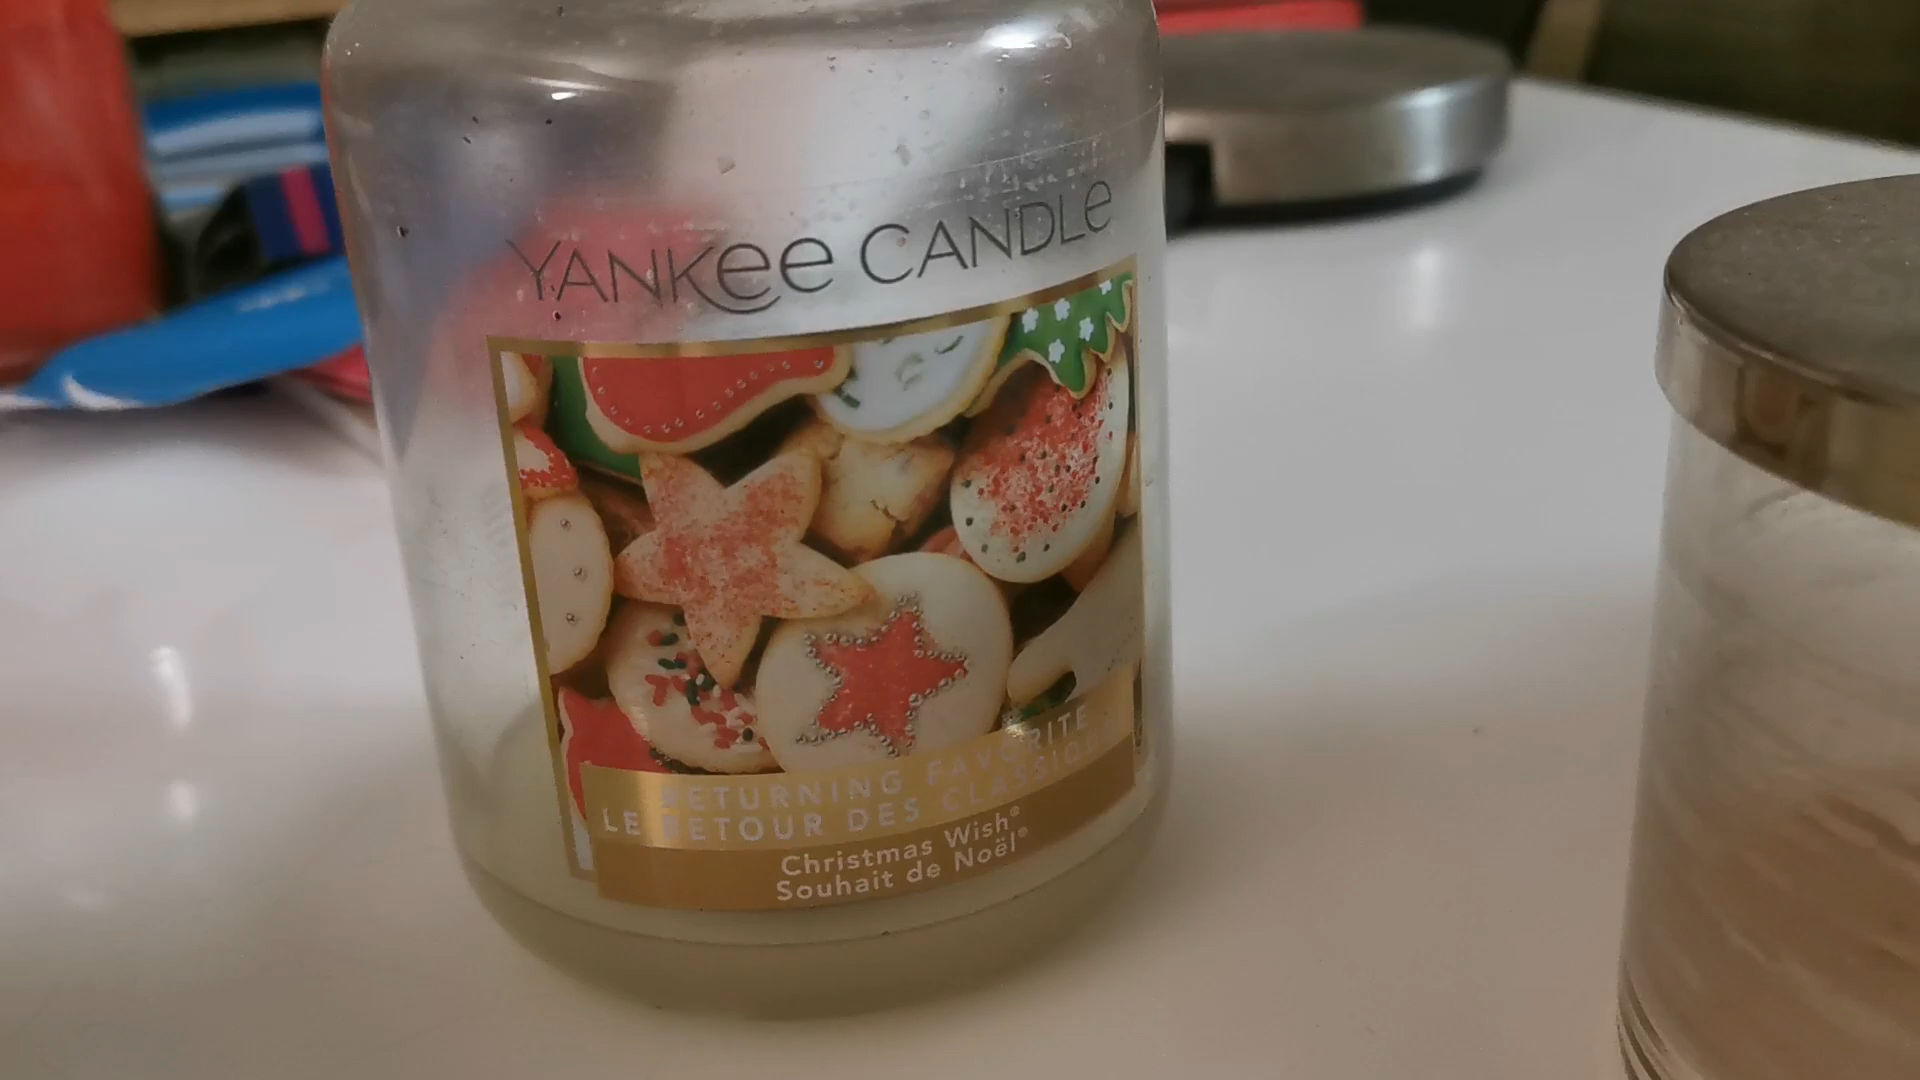 YANKee CANDLe
RETURNING FAVORITE
LE RETOUR DES CLASSIQUES
Christmas Wish®
Souhait de Noël®